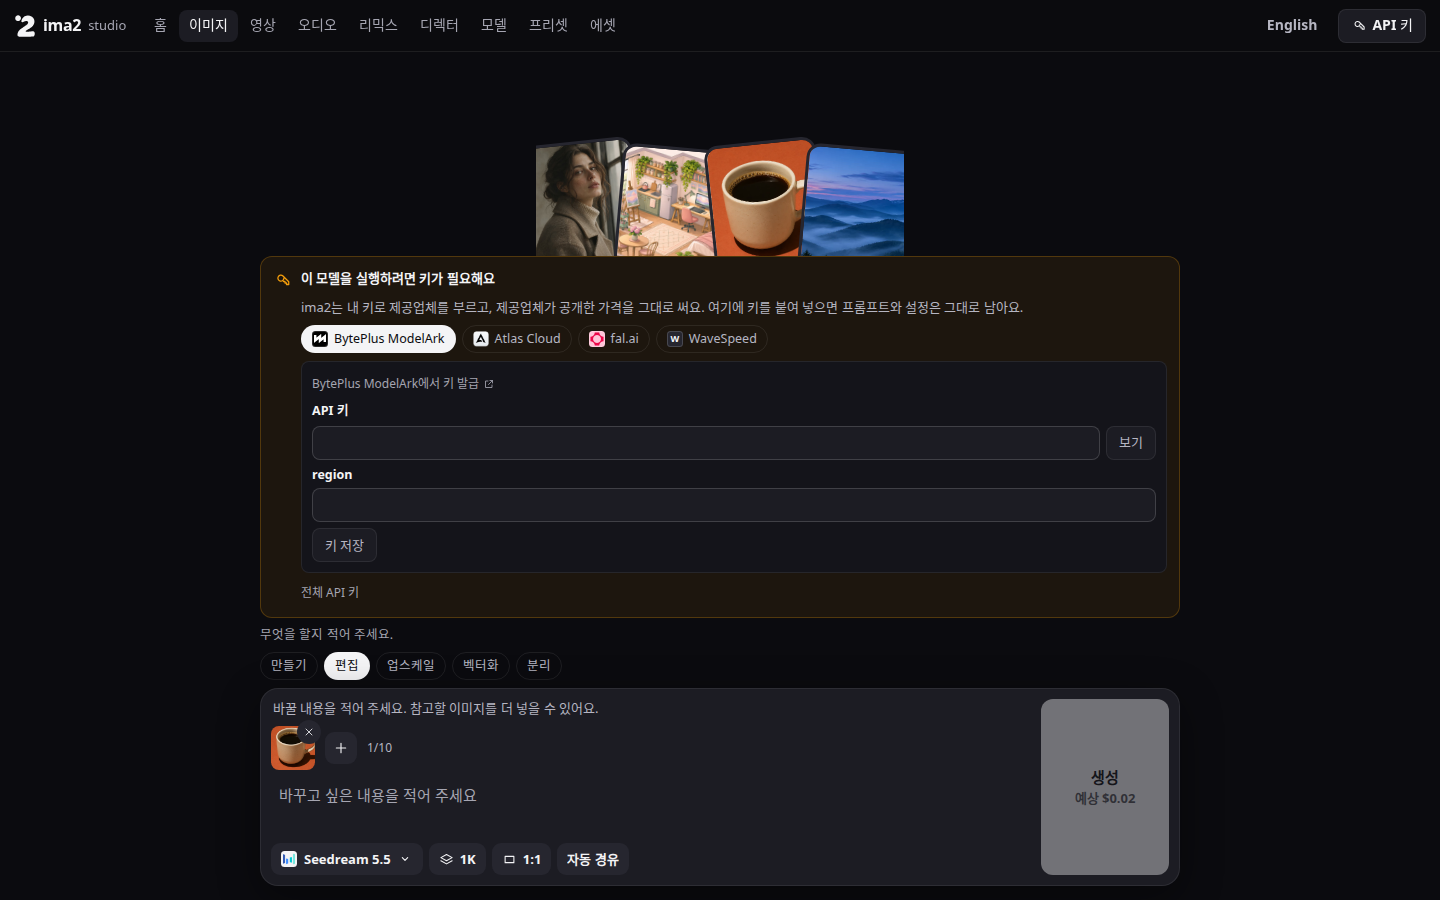 ima2 studio 홈 이미지 영상 오디오 리믹스 디렉터 모델 프리셋 에셋 English API 키
이 모델을 실행하려면 키가 필요해요
ima2는 내 키로 제공업체를 부르고, 제공업체가 공개한 가격을 그대로 써요. 여기에 키를 붙여 넣으면 프롬프트와 설정은 그대로 남아요.
BytePlus ModelArk Atlas Cloud fal.ai W WaveSpeed
BytePlus ModelArk에서 키 발급
API 키
보기
region
키 저장
전체 API 키
무엇을 할지 적어 주세요.
만들기 편집 업스케일 벡터화 분리
바꿀 내용을 적어 주세요. 참고할 이미지를 더 넣을 수 있어요.
1/10
바꾸고 싶은 내용을 적어 주세요
생성
예상 $0.02
Seedream 5.5 1K 1:1 자동 경유